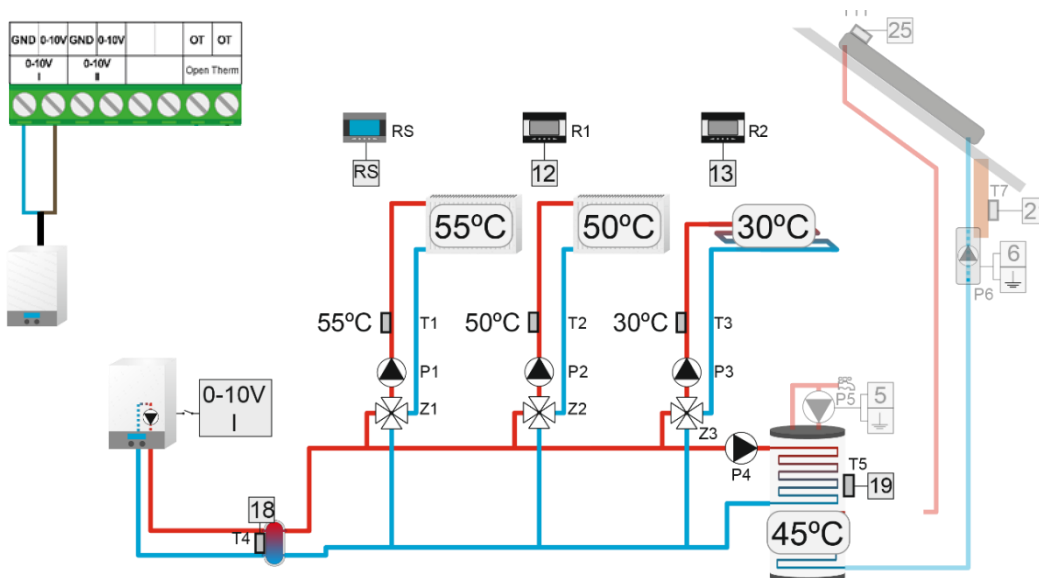 GND 0-10V GND 0-10V OT OT
0-10V 0-10V Open Therm
I II
25
RS R1 R2
RS 12 13
T7
2
55ºC 50ºC 30ºC
6
P6
55ºC T1 50ºC T2 30ºC T3
P1 P2 P3
P5 5
0-10V
I
Z1 Z2 Z3
P4
T5
19
18
T4
45ºC